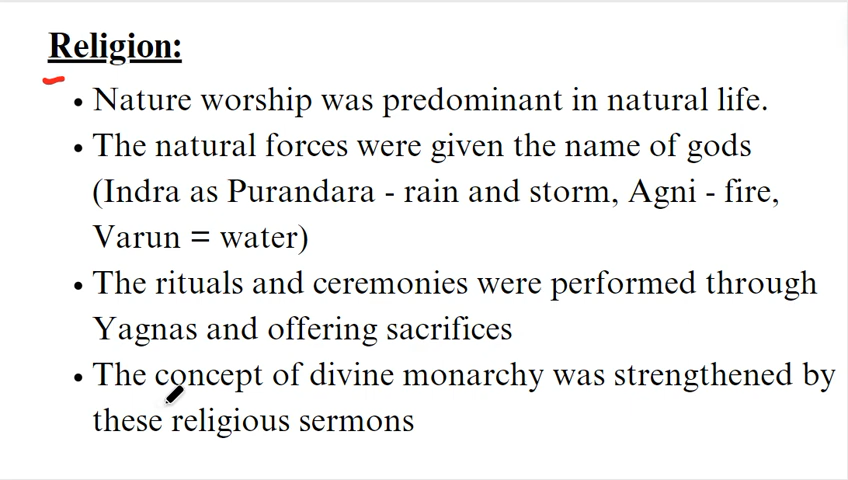 Religion:
• Nature worship was predominant in natural life.
• The natural forces were given the name of gods
(Indra as Purandara - rain and storm, Agni - fire,
Varun = water)
• The rituals and ceremonies were performed through
Yagnas and offering sacrifices
• The concept of divine monarchy was strengthened by
these religious sermons